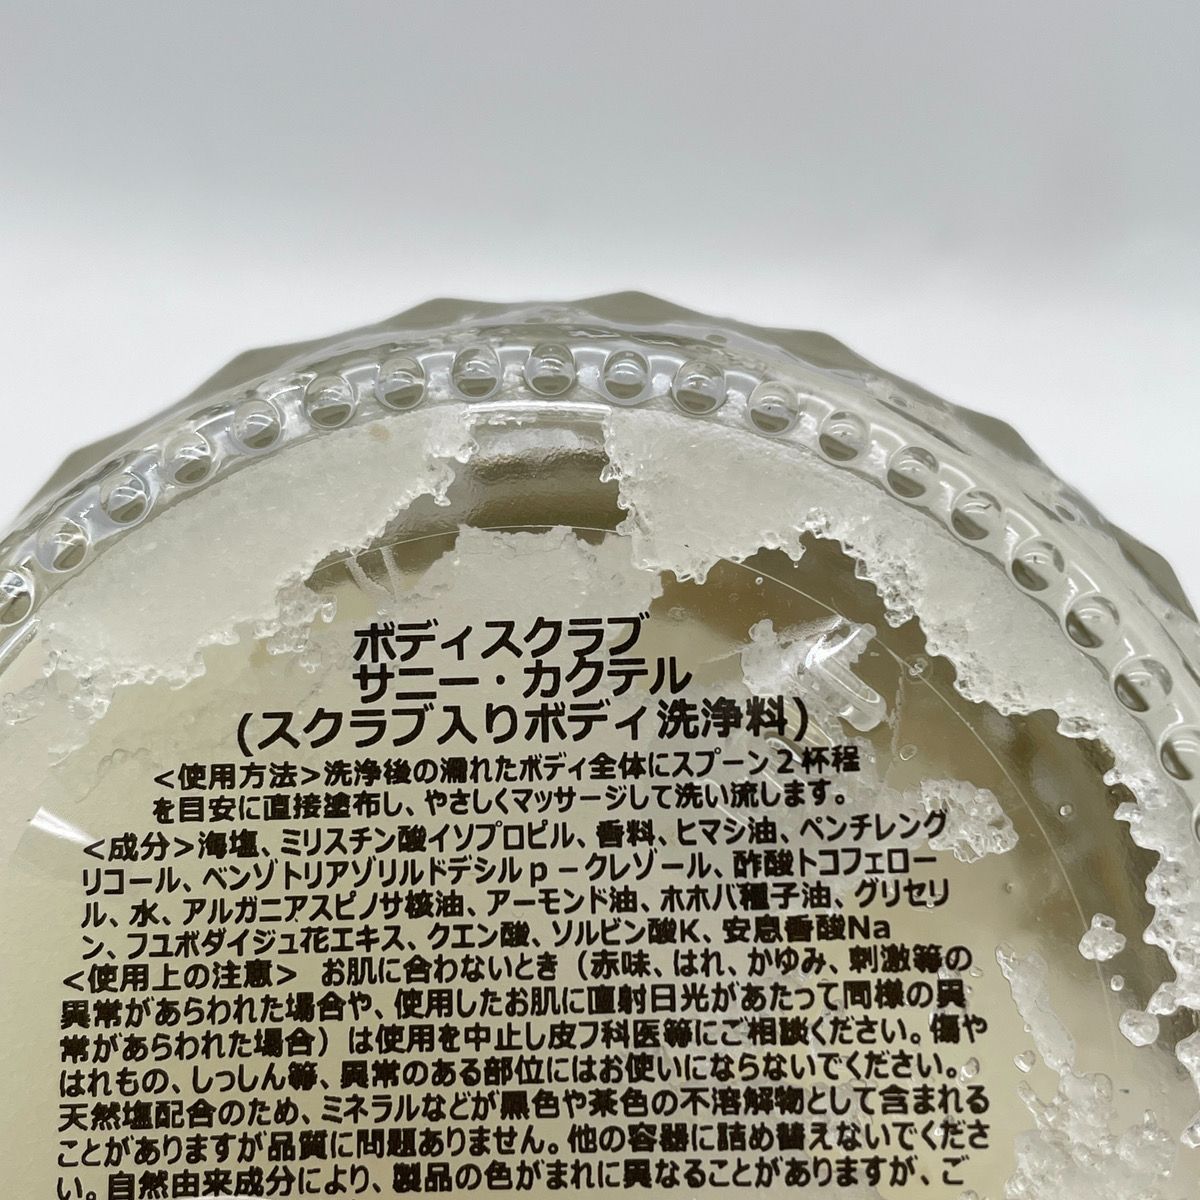 ボディスクラブ
サニー・カクテル
(スクラブ入りボディ洗浄料)
<使用方法>洗浄後の濡れたボディ全体にスプーン2杯程
を目安に直接塗布し、やさしくマッサージして洗い流します。
<成分>海塩、ミリスチン酸イソプロピル、香料、ヒマシ油、ペンチレング
リコール、ベンゾトリアゾリルドデシルp-クレゾール、酢酸トコフェロー
ル、水、アルガニアスピノサ核油、アーモンド油、ホホバ種子油、グリセリ
ン、フユボダイジュ花エキス、クエン酸、ソルビン酸K、安息香酸Na
<使用上の注意> お肌に合わないとき(赤味、はれ、かゆみ、刺激等の
異常があらわれた場合や、使用したお肌に直射日光があたって同様の異
常があらわれた場合)は使用を中止し皮フ科医等にご相談ください。傷や
はれもの、しっしん等、異常のある部位にはお使いにならないでください。
天然塩配合のため、ミネラルなどが黒色や茶色の不溶解物として含まれる
ことがありますが品質に問題ありません。他の容器に詰め替えないでくださ
い。自然由来成分により、製品の色がまれに異なることがありますが、ご